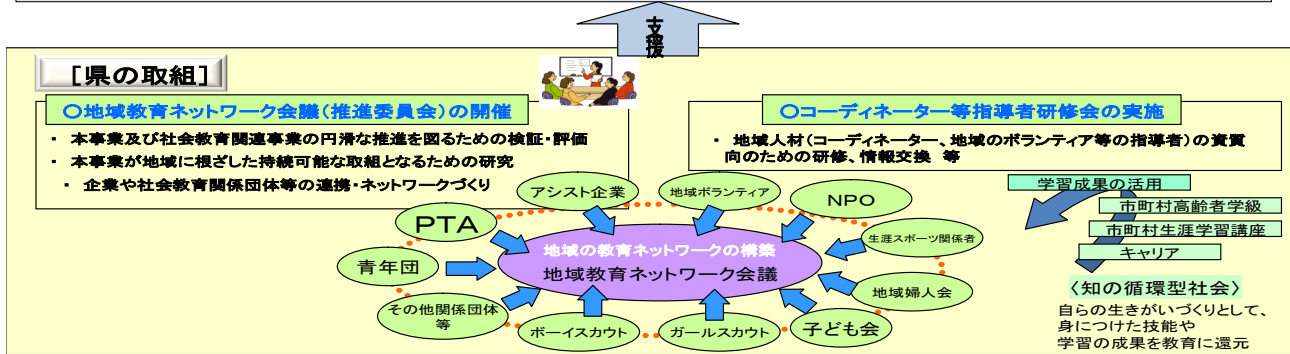 支援
[県の取組]
○地域教育ネットワーク会議(推進委員会)の開催
・ 本事業及び社会教育関連事業の円滑な推進を図るための検証・評価
・ 本事業が地域に根ざした持続可能な取組となるための研究
・ 企業や社会教育関係団体等の連携・ネットワークづくり
○コーディネーター等指導者研修会の実施
・ 地域人材(コーディネーター、地域のボランティア等の指導者)の資質
向のための研修、情報交換 等
アシスト企業
地域ボランティア
NPO
PTA
生涯スポーツ関係者
青年団
地域婦人会
その他関係団体
等
ボーイスカウト
ガールスカウト
子ども会
地域の教育ネットワークの構築
地域教育ネットワーク会議
学習成果の活用
市町村高齢者学級
市町村生涯学習講座
キャリア
〈知の循環型社会〉
自らの生きがいづくりとして、
身につけた技能や
学習の成果を教育に還元